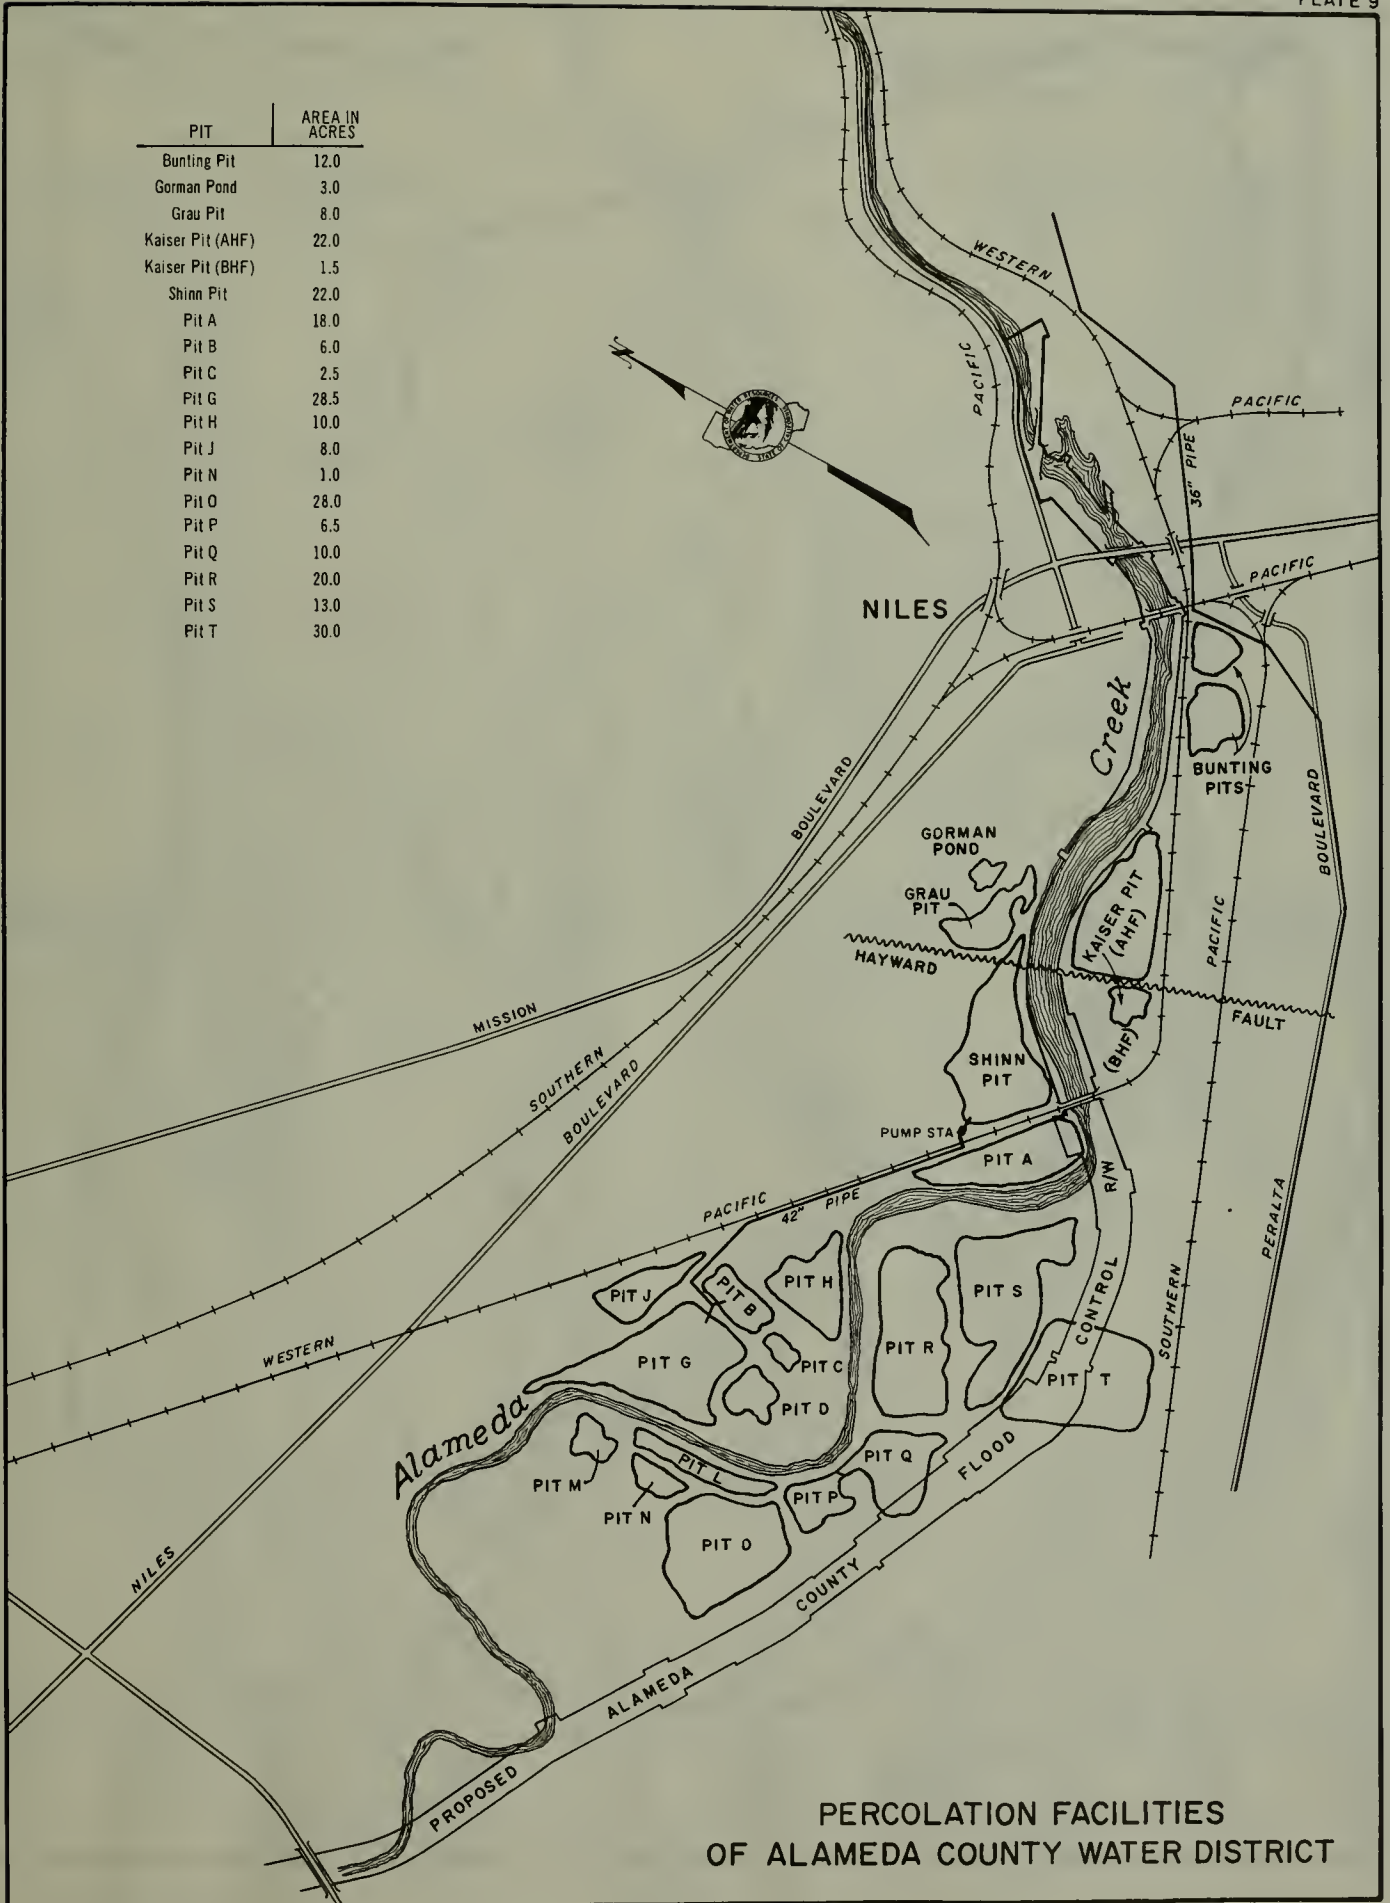 PLATE 9
PIT AREA IN ACRES
Bunting Pit 12.0
Gorman Pond 3.0
Grau Pit 8.0
Kaiser Pit (AHF) 22.0
Kaiser Pit (BHF) 1.5
Shinn Pit 22.0
Pit A 18.0
Pit B 6.0
Pit C 2.5
Pit G 28.5
Pit H 10.0
Pit J 8.0
Pit N 1.0
Pit O 28.0
Pit P 6.5
Pit Q 10.0
Pit R 20.0
Pit S 13.0
Pit T 30.0
N
DEPARTMENT OF WATER RESOURCES
STATE OF CALIFORNIA
WESTERN
PACIFIC
PACIFIC
36" PIPE
PACIFIC
NILES
Creek
BUNTING
PITS
BOULEVARD
BOULEVARD
GORMAN
POND
GRAU
PIT
KAISER PIT
(AHF)
HAYWARD
FAULT
(BHF)
PACIFIC
MISSION
SOUTHERN
BOULEVARD
SHINN
PIT
PUMP STA
PIT A
R/W
PACIFIC
42" PIPE
PERALTA
SOUTHERN
CONTROL
PIT J
PIT B
PIT H
PIT S
PIT R
WESTERN
PIT G
PIT C
PIT T
PIT D
Alameda
PIT Q
FLOOD
PIT L
PIT M
PIT P
PIT N
PIT O
NILES
COUNTY
ALAMEDA
PROPOSED
PERCOLATION FACILITIES
OF ALAMEDA COUNTY WATER DISTRICT